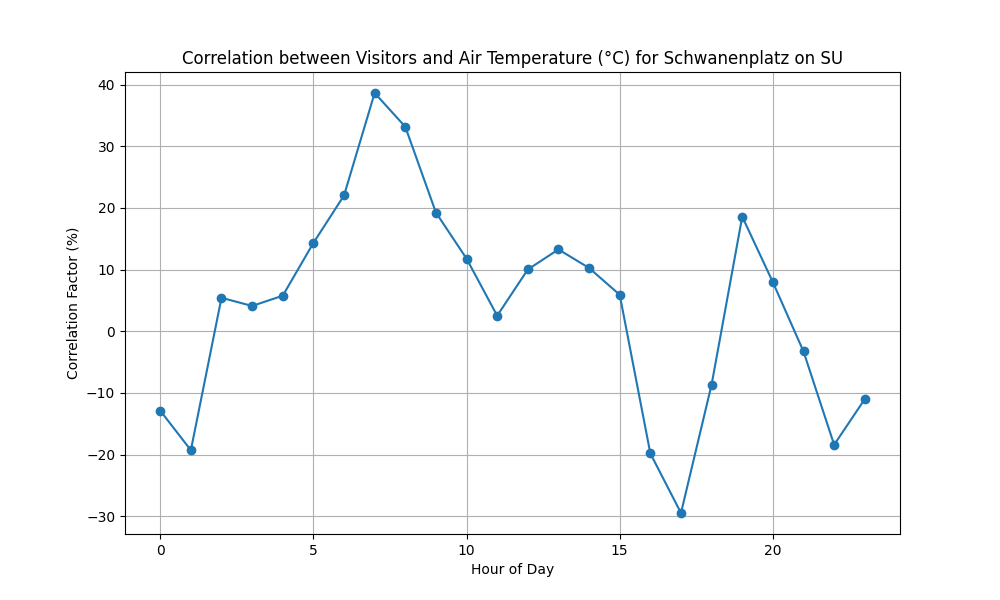 Correlation between Visitors and Air Temperature (°C) for Schwanenplatz on SU
Correlation Factor (%)
40
30
20
10
0
−10
−20
−30
0 5 10 15 20
Hour of Day